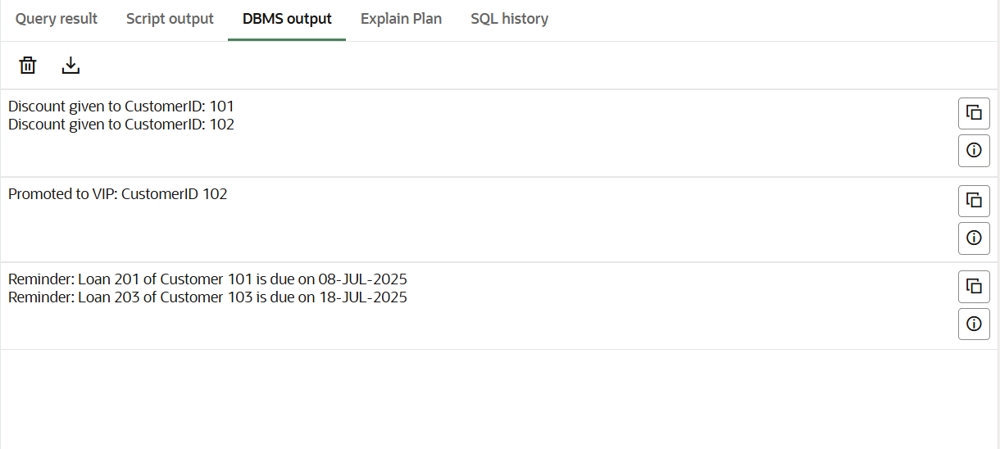 Query result Script output DBMS output Explain Plan SQL history
Discount given to CustomerID: 101
Discount given to CustomerID: 102
Promoted to VIP: CustomerID 102
Reminder: Loan 201 of Customer 101 is due on 08-JUL-2025
Reminder: Loan 203 of Customer 103 is due on 18-JUL-2025